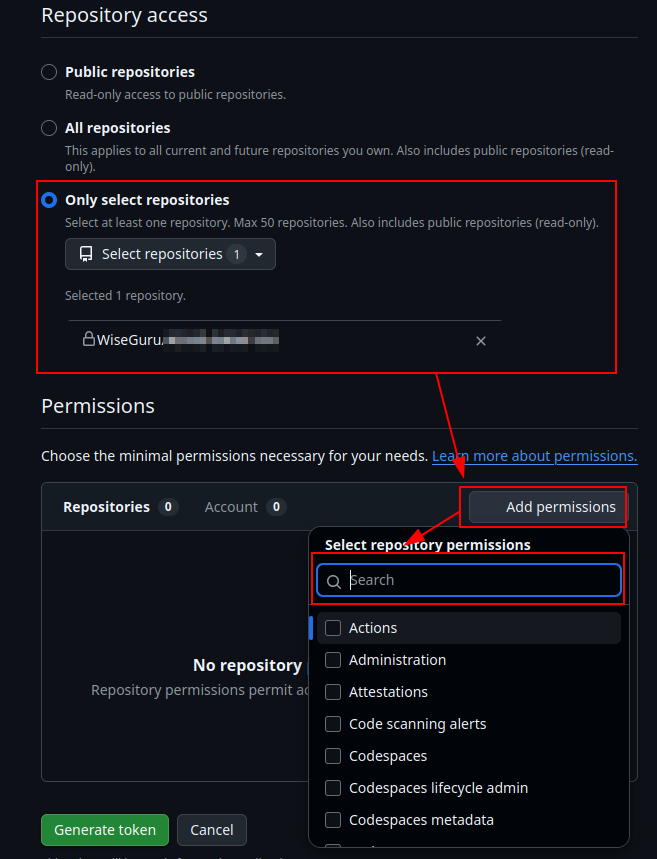 Repository access
Public repositories
Read-only access to public repositories.
All repositories
This applies to all current and future repositories you own. Also includes public repositories (read-
only).
Only select repositories
Select at least one repository. Max 50 repositories. Also includes public repositories (read-only).
Select repositories 1
Selected 1 repository.
WiseGuru/
Permissions
Choose the minimal permissions necessary for your needs. Learn more about permissions.
Repositories 0 Account 0 Add permissions
Select repository permissions
Search
Actions
Administration
Attestations
Code scanning alerts
Codespaces
Codespaces lifecycle admin
Codespaces metadata
No repository
Repository permissions permit
Generate token Cancel